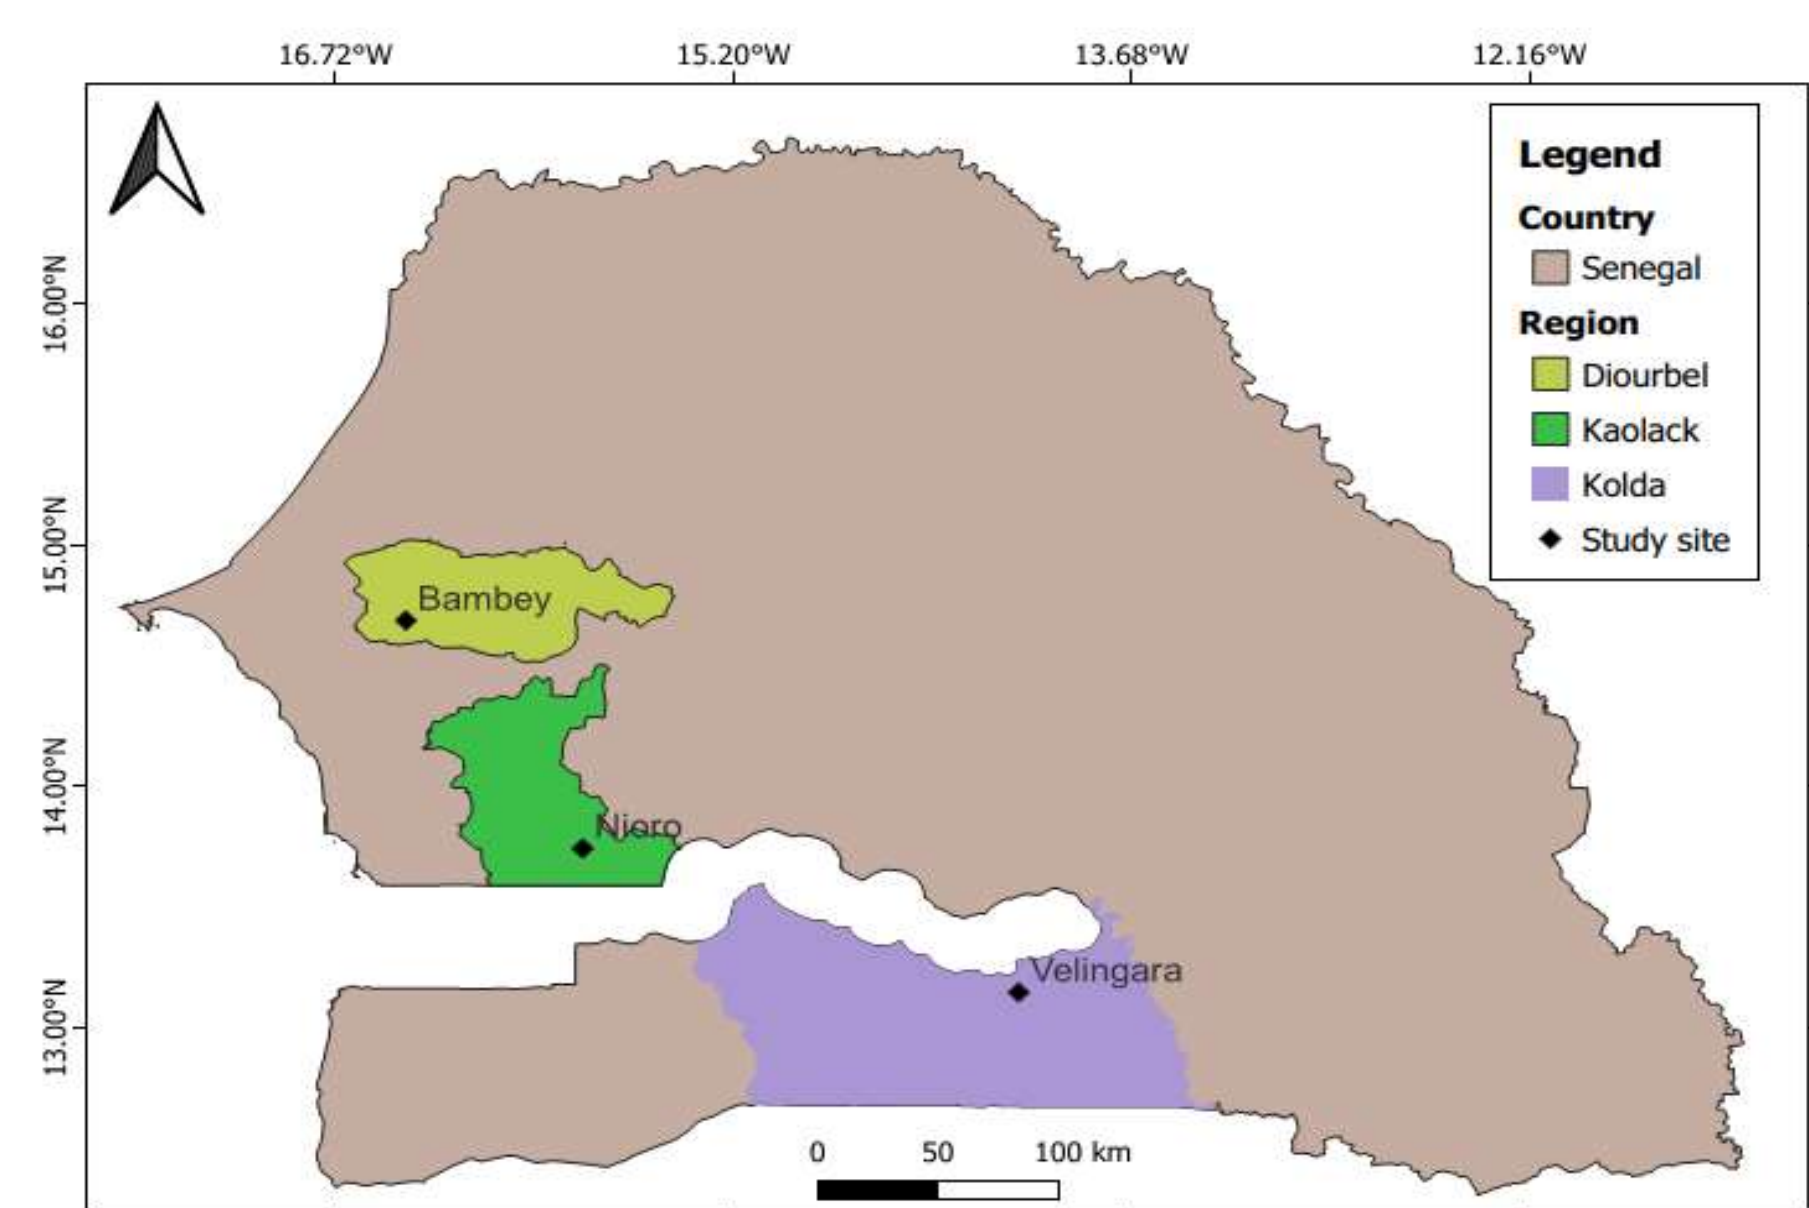 16.72°W 15.20°W 13.68°W 12.16°W
16.00°N
15.00°N
14.00°N
13.00°N
Legend
Country
Senegal
Region
Diourbel
Kaolack
Kolda
Study site
Bambey
Nioro
Velingara
0 50 100 km